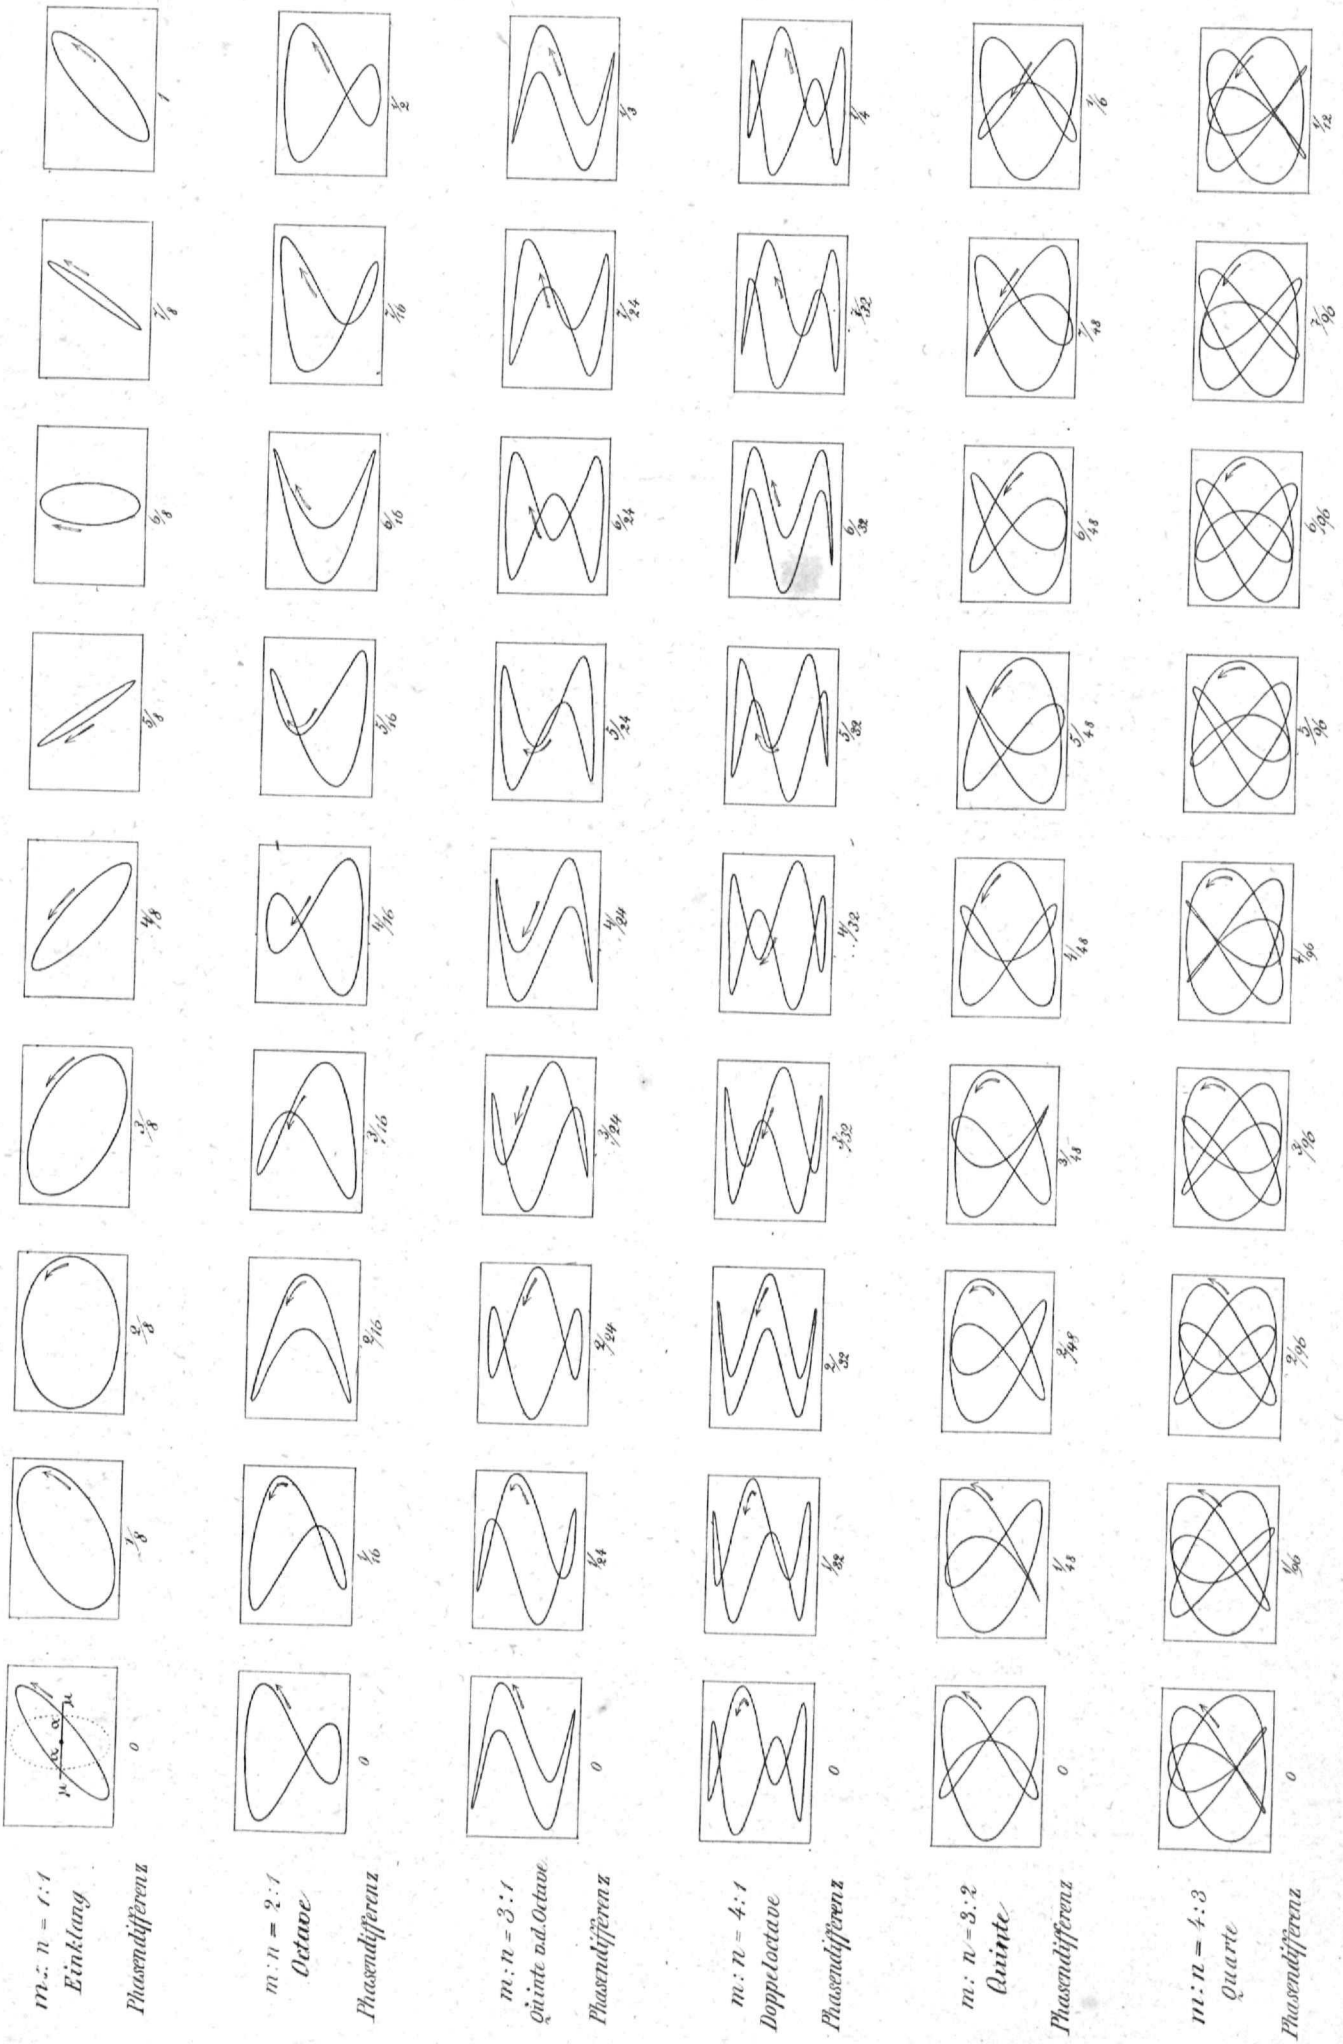 m : n = 1 : 1
Einklang
μ α α μ
Phasendifferenz 0 1/8 2/8 3/8 4/8 5/8 6/8 7/8 1
m : n = 2 : 1
Octave
Phasendifferenz 0 1/16 2/16 3/16 4/16 5/16 6/16 7/16 1/2
m : n = 3 : 1
Quinte v.d.Octave
Phasendifferenz 0 1/24 2/24 3/24 4/24 5/24 6/24 7/24 1/3
m : n = 4 : 1
Doppeloctave
Phasendifferenz 0 1/32 2/32 3/32 4/32 5/32 6/32 7/32 1/4
m : n = 3 : 2
Quinte
Phasendifferenz 0 1/48 2/48 3/48 4/48 5/48 6/48 7/48 1/6
m : n = 4 : 3
Quarte
Phasendifferenz 0 1/96 2/96 3/96 4/96 5/96 6/96 7/96 1/12